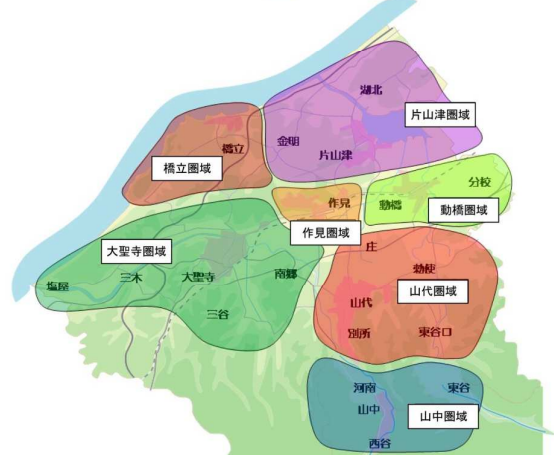 湖北
片山津圏域
金明
橋立
片山津
橋立圏域
分校
作見
動橋
動橋圏域
作見圏域
庄
大聖寺圏域
勅使
南郷
三木
大聖寺
塩屋
山代圏域
山代
三谷
別所
東谷口
河南
東谷
山中
山中圏域
西谷